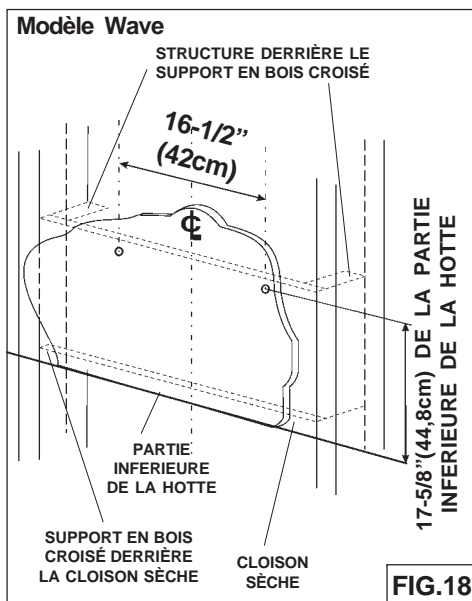 Modèle Wave
STRUCTURE DERRIÈRE LE
SUPPORT EN BOIS CROISÉ
16-1/2”
(42cm)
℄
17-5/8”(44,8cm) DE LA PARTIE
INFERIEURE DE LA HOTTE
PARTIE
INFERIEURE
DE LA HOTTE
SUPPORT EN BOIS
CROISÉ DERRIÈRE
LA CLOISON SÈCHE
CLOISON
SÈCHE
FIG.18